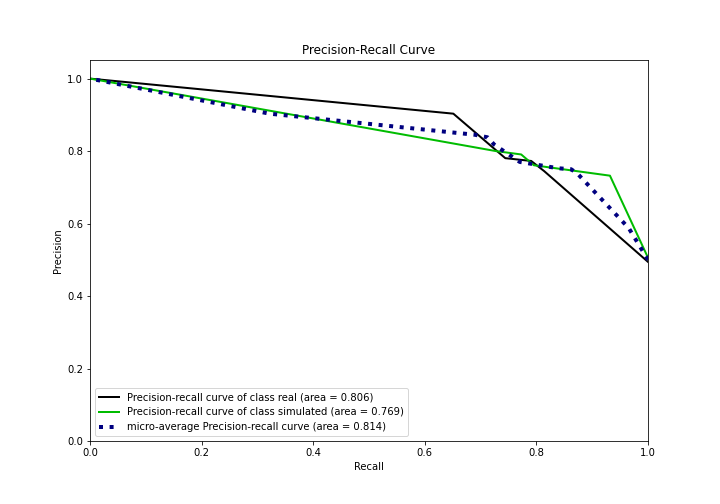 Precision-Recall Curve
1.0
0.8
0.6
0.4
0.2
0.0
Precision
Precision-recall curve of class real (area = 0.806)
Precision-recall curve of class simulated (area = 0.769)
micro-average Precision-recall curve (area = 0.814)
0.0 0.2 0.4 0.6 0.8 1.0
Recall